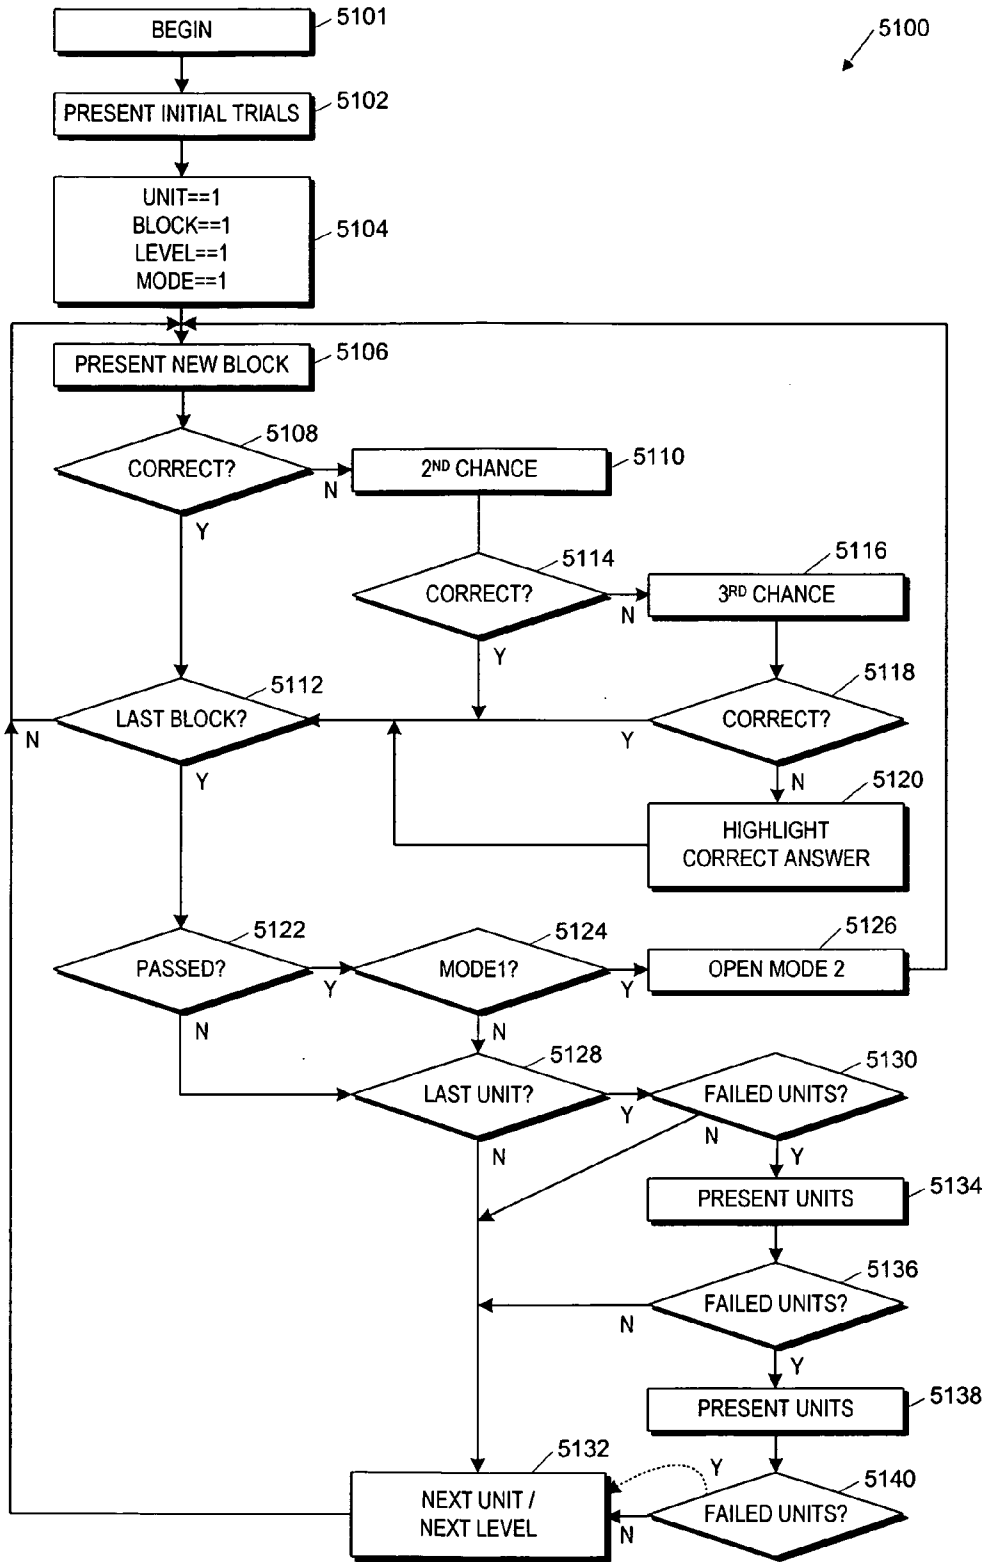 BEGIN
5101
5100
PRESENT INITIAL TRIALS
5102
UNIT==1
BLOCK==1
LEVEL==1
MODE==1
5104
PRESENT NEW BLOCK
5106
CORRECT?
5108
N
Y
2ND CHANCE
5110
CORRECT?
5114
N
Y
3RD CHANCE
5116
LAST BLOCK?
5112
N
Y
CORRECT?
5118
Y
N
HIGHLIGHT
CORRECT ANSWER
5120
PASSED?
5122
Y
N
MODE1?
5124
Y
N
OPEN MODE 2
5126
LAST UNIT?
5128
Y
N
FAILED UNITS?
5130
N
Y
PRESENT UNITS
5134
FAILED UNITS?
5136
N
Y
PRESENT UNITS
5138
NEXT UNIT /
NEXT LEVEL
5132
FAILED UNITS?
5140
Y
N